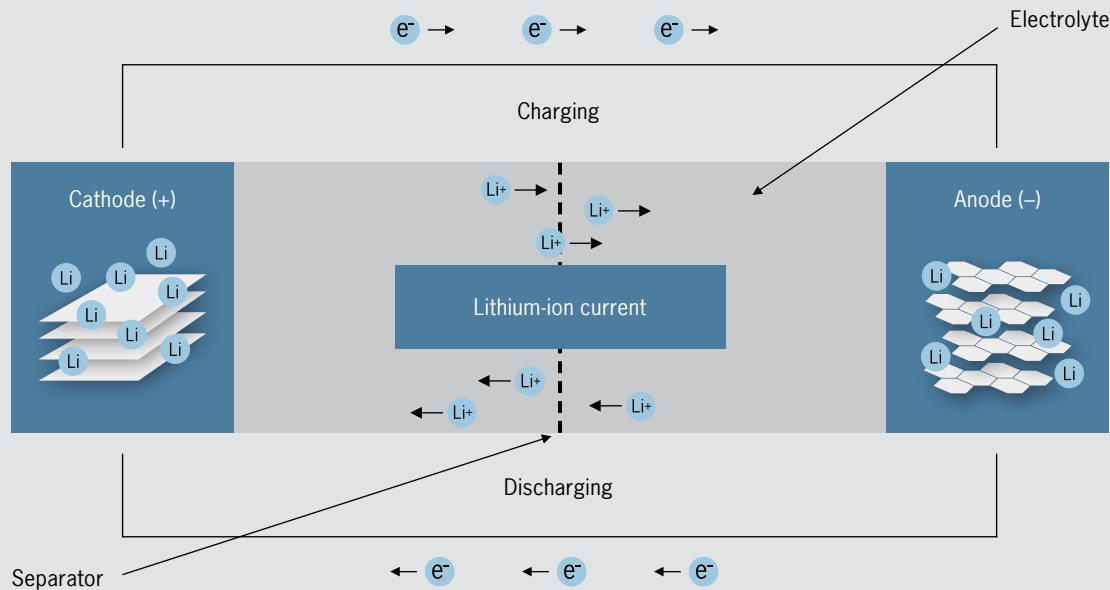 e⁻ e⁻ e⁻
Electrolyte
Charging
Cathode (+)
Anode (–)
Li+
Li+
Li+
Li
Li
Li
Li
Li
Li
Li
Li
Lithium-ion current
Li
Li
Li
Li
Li
Li
Li+
Li+
Li+
Discharging
Separator
e⁻ e⁻ e⁻